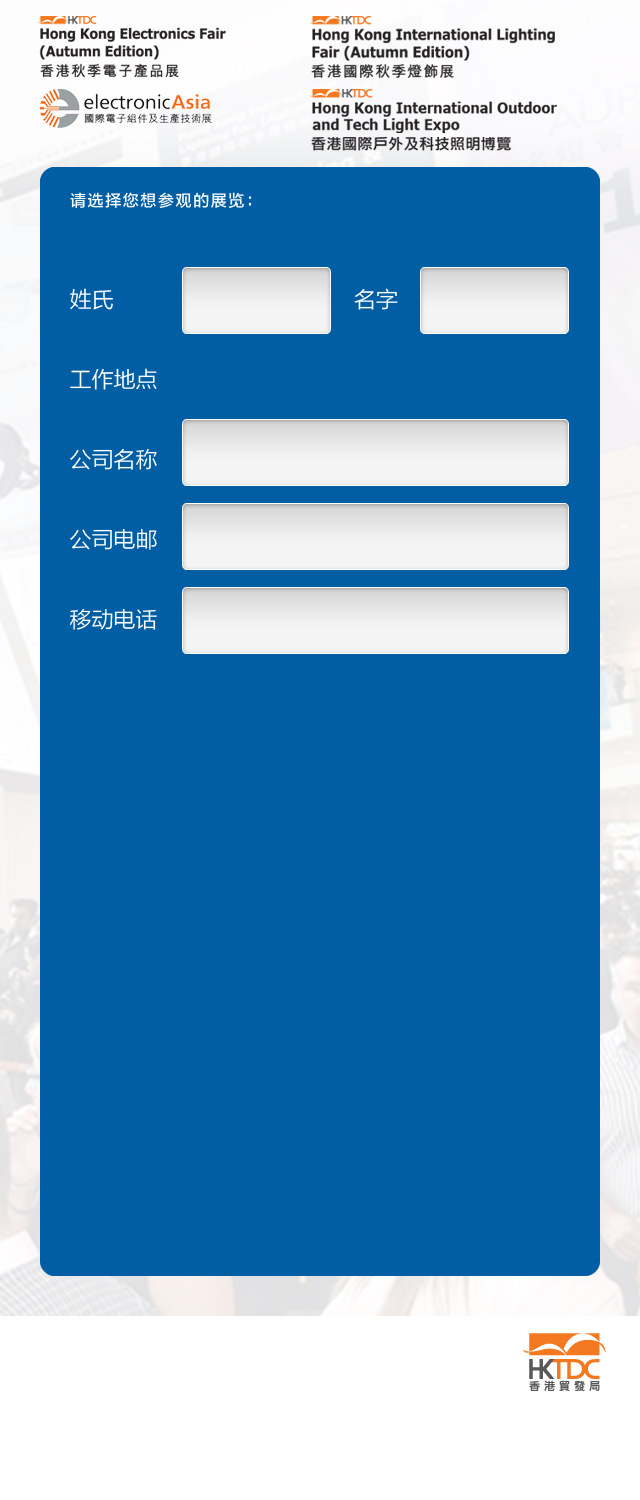 HKTDC
Hong Kong Electronics Fair
(Autumn Edition)
香港秋季電子產品展
electronicAsia
國際電子組件及生產技術展
HKTDC
Hong Kong International Lighting
Fair (Autumn Edition)
香港國際秋季燈飾展
HKTDC
Hong Kong International Outdoor
and Tech Light Expo
香港國際戶外及科技照明博覽
请选择您想参观的展览：
姓氏 名字
工作地点
公司名称
公司电邮
移动电话
HKTDC
香港貿發局